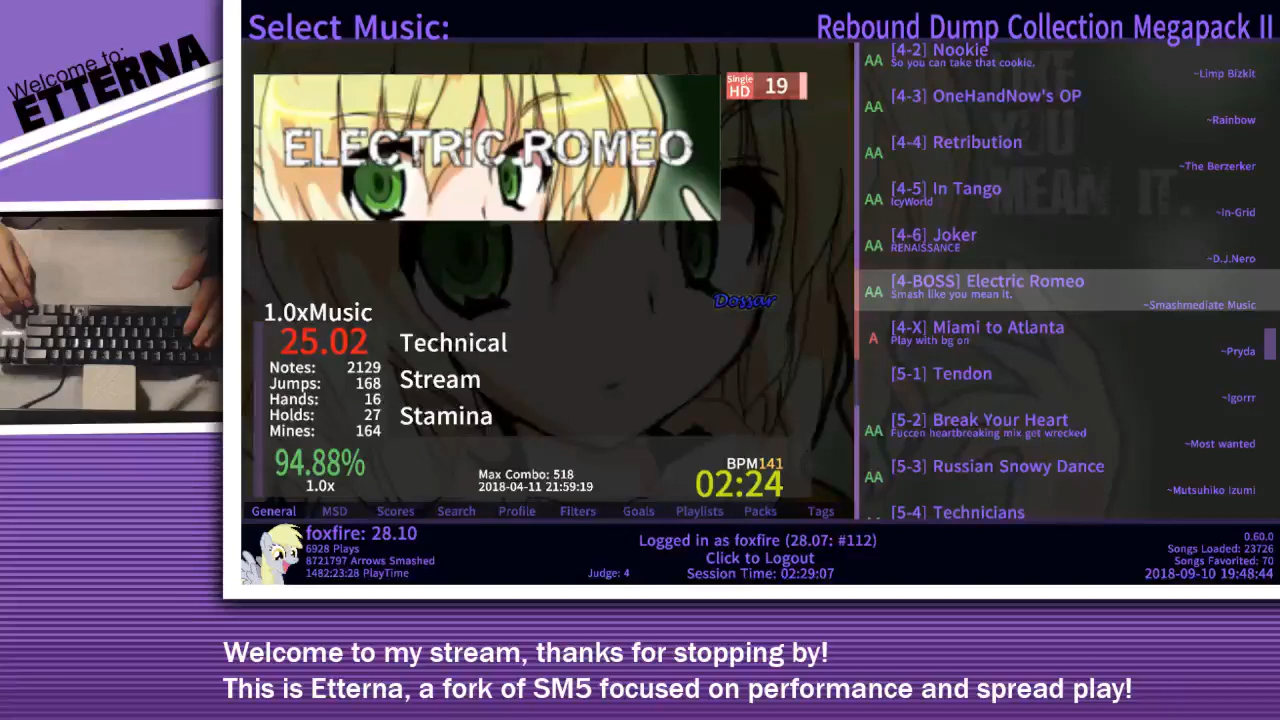 Welcome to:
ETTERNA
Select Music:
Rebound Dump Collection Megapack II
ELECTRIC ROMEO
Single
HD
19
Dossar
1.0xMusic
25.02
Notes: 2129
Jumps: 168
Hands: 16
Holds: 27
Mines: 164
Technical
Stream
Stamina
94.88%
1.0x
Max Combo: 518
2018-04-11 21:59:19
BPM141
02:24
AA [4-2] Nookie
So you can take that cookie.
~Limp Bizkit
AA [4-3] OneHandNow's OP
~Rainbow
AA [4-4] Retribution
~The Berzerker
AA [4-5] In Tango
IcyWorld
~In-Grid
AA [4-6] Joker
RENAISSANCE
~D.J.Nero
AA [4-BOSS] Electric Romeo
Smash like you mean it.
~Smashmediate Music
A [4-X] Miami to Atlanta
Play with bg on
~Pryda
[5-1] Tendon
~Igorrr
AA [5-2] Break Your Heart
Fuccen heartbreaking mix get wrecked
~Most wanted
AA [5-3] Russian Snowy Dance
~Mutsuhiko Izumi
[5-4] Technicians
LIKE
YOU
MEAN IT.
General MSD Scores Search Profile Filters Goals Playlists Packs Tags
foxfire: 28.10
6928 Plays
8721797 Arrows Smashed
1482:23:28 PlayTime
Judge: 4
Logged in as foxfire (28.07: #112)
Click to Logout
Session Time: 02:29:07
0.60.0
Songs Loaded: 23726
Songs Favorited: 70
2018-09-10 19:48:44
Welcome to my stream, thanks for stopping by!
This is Etterna, a fork of SM5 focused on performance and spread play!